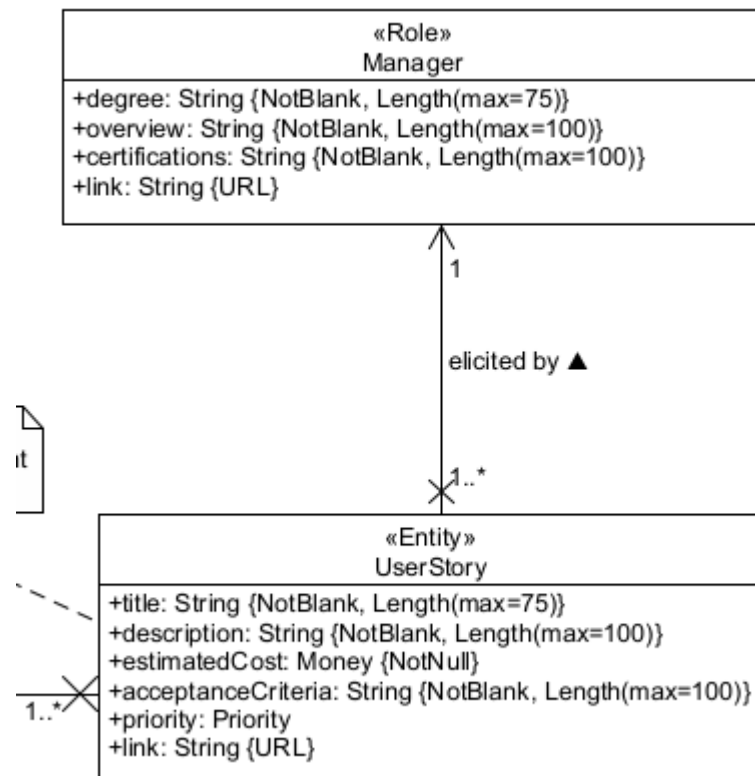 «Role»
Manager
+degree: String {NotBlank, Length(max=75)}
+overview: String {NotBlank, Length(max=100)}
+certifications: String {NotBlank, Length(max=100)}
+link: String {URL}
1
elicited by ▲
1..*
«Entity»
UserStory
+title: String {NotBlank, Length(max=75)}
+description: String {NotBlank, Length(max=100)}
+estimatedCost: Money {NotNull}
+acceptanceCriteria: String {NotBlank, Length(max=100)}
1..*
+priority: Priority
+link: String {URL}